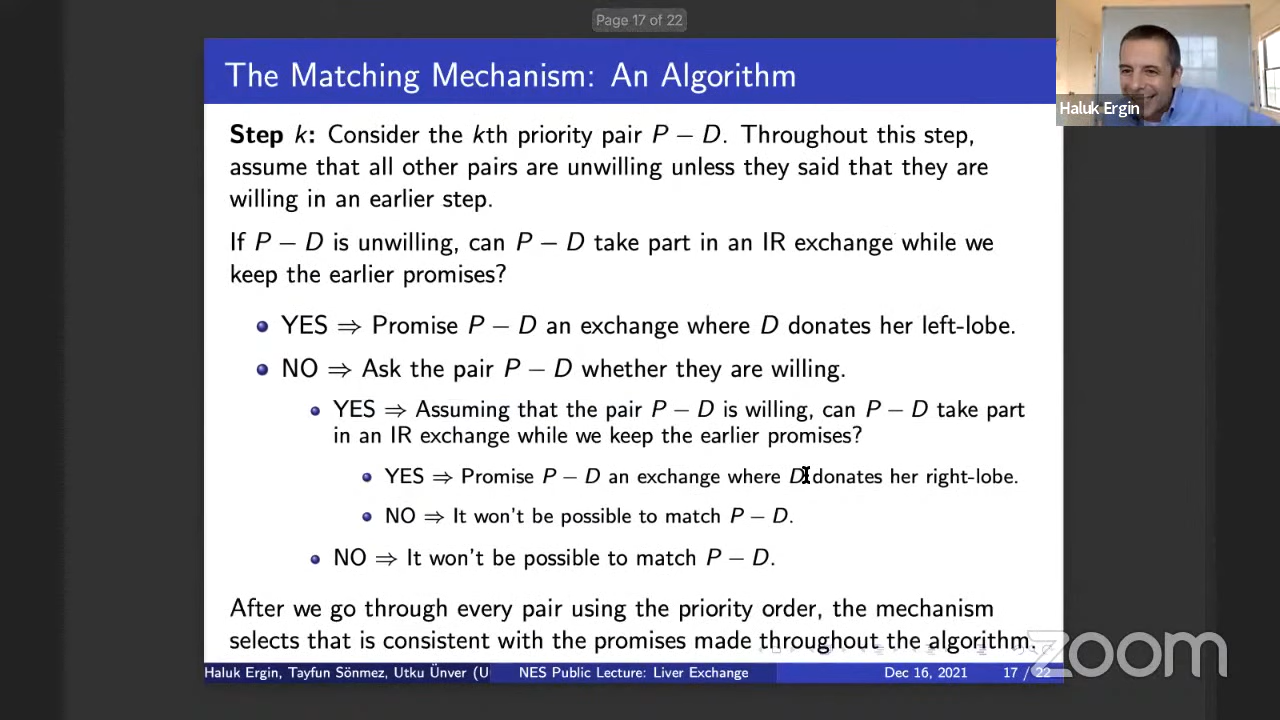 Page 17 of 22
The Matching Mechanism: An Algorithm
Haluk Ergin
Step k: Consider the kth priority pair P − D. Throughout this step,
assume that all other pairs are unwilling unless they said that they are
willing in an earlier step.
If P − D is unwilling, can P − D take part in an IR exchange while we
keep the earlier promises?
YES ⇒ Promise P − D an exchange where D donates her left-lobe.
NO ⇒ Ask the pair P − D whether they are willing.
YES ⇒ Assuming that the pair P − D is willing, can P − D take part
in an IR exchange while we keep the earlier promises?
YES ⇒ Promise P − D an exchange where D donates her right-lobe.
NO ⇒ It won't be possible to match P − D.
NO ⇒ It won't be possible to match P − D.
After we go through every pair using the priority order, the mechanism
selects that is consistent with the promises made throughout the algorithm.
Haluk Ergin, Tayfun Sönmez, Utku Ünver (U
NES Public Lecture: Liver Exchange
Dec 16, 2021
17 / 22
zoom